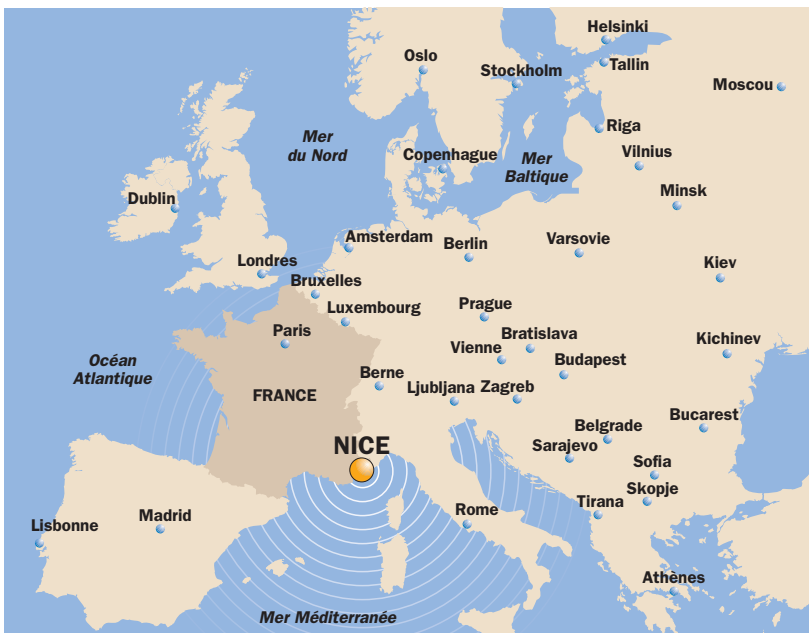 Helsinki
Oslo
Tallin
Stockholm
Moscou
Riga
Mer
du Nord
Copenhague
Mer
Baltique
Vilnius
Minsk
Dublin
Amsterdam
Berlin
Varsovie
Londres
Kiev
Bruxelles
Luxembourg
Prague
Paris
Bratislava
Kichinev
Vienne
Budapest
Océan
Atlantique
Berne
FRANCE
Ljubljana
Zagreb
Bucarest
Belgrade
NICE
Sarajevo
Sofia
Skopje
Tirana
Rome
Madrid
Lisbonne
Athènes
Mer Méditerranée